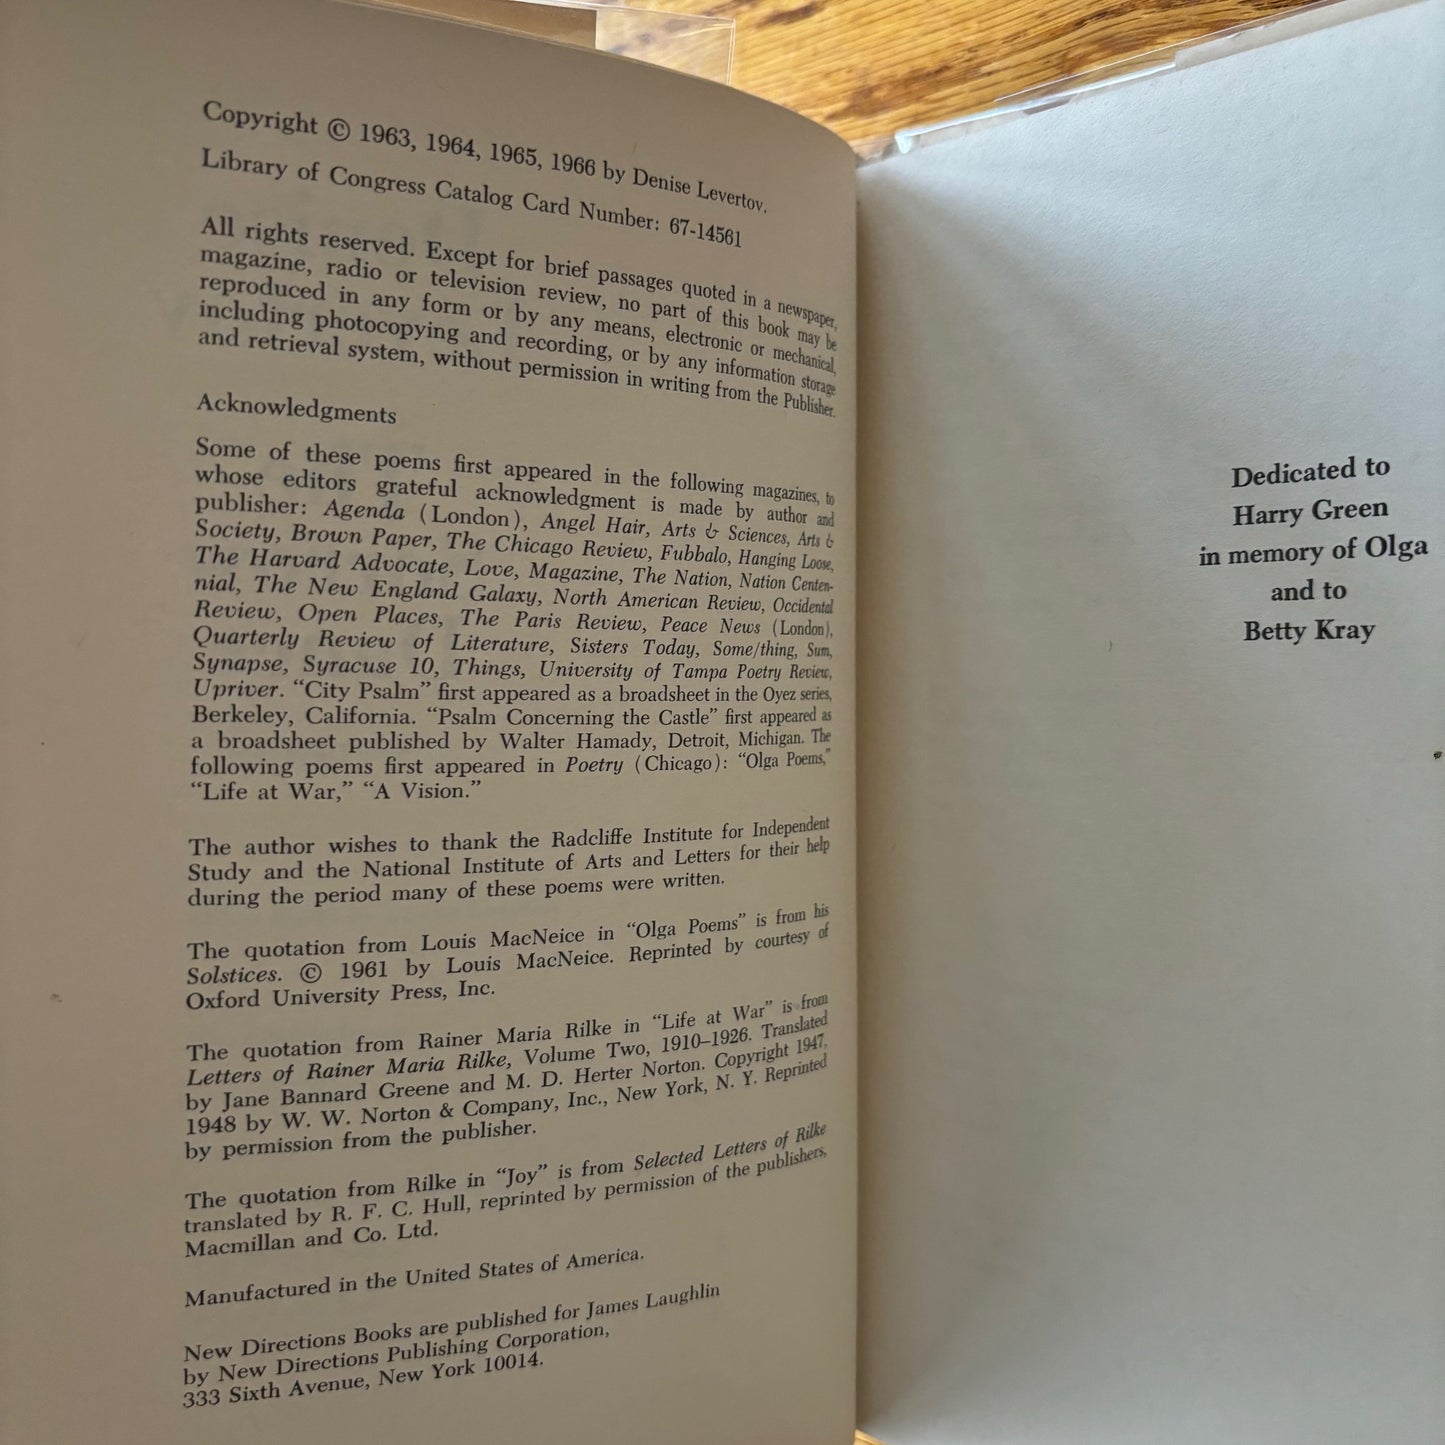 Copyright © 1963, 1964, 1965, 1966 by Denise Levertov.
Library of Congress Catalog Card Number: 67-14561
All rights reserved. Except for brief passages quoted in a newspaper,
magazine, radio or television review, no part of this book may be
reproduced in any form or by any means, electronic or mechanical,
including photocopying and recording, or by any information storage
and retrieval system, without permission in writing from the Publisher.
Acknowledgments
Some of these poems first appeared in the following magazines, to
whose editors grateful acknowledgment is made by author and
publisher: Agenda (London), Angel Hair, Arts & Sciences, Arts &
Society, Brown Paper, The Chicago Review, Fubbalo, Hanging Loose,
The Harvard Advocate, Love, Magazine, The Nation, Nation Centen-
nial, The New England Galaxy, North American Review, Occidental
Review, Open Places, The Paris Review, Peace News (London),
Quarterly Review of Literature, Sisters Today, Some/thing, Sum,
Synapse, Syracuse 10, Things, University of Tampa Poetry Review,
Upriver. “City Psalm” first appeared as a broadsheet in the Oyez series,
Berkeley, California. “Psalm Concerning the Castle” first appeared as
a broadsheet published by Walter Hamady, Detroit, Michigan. The
following poems first appeared in Poetry (Chicago): “Olga Poems,”
“Life at War,” “A Vision.”
The author wishes to thank the Radcliffe Institute for Independent
Study and the National Institute of Arts and Letters for their help
during the period many of these poems were written.
The quotation from Louis MacNeice in “Olga Poems” is from his
Solstices. © 1961 by Louis MacNeice. Reprinted by courtesy of
Oxford University Press, Inc.
The quotation from Rainer Maria Rilke in “Life at War” is from
Letters of Rainer Maria Rilke, Volume Two, 1910–1926. Translated
by Jane Bannard Greene and M. D. Herter Norton. Copyright 1947,
1948 by W. W. Norton & Company, Inc., New York, N. Y. Reprinted
by permission from the publisher.
The quotation from Rilke in “Joy” is from Selected Letters of Rilke
translated by R. F. C. Hull, reprinted by permission of the publishers,
Macmillan and Co. Ltd.
Manufactured in the United States of America.
New Directions Books are published for James Laughlin
by New Directions Publishing Corporation,
333 Sixth Avenue, New York 10014.
Dedicated to
Harry Green
in memory of Olga
and to
Betty Kray